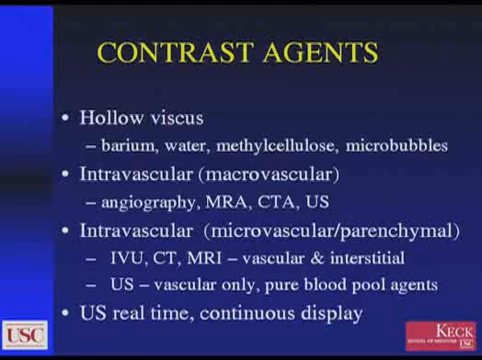 CONTRAST AGENTS
• Hollow viscus
– barium, water, methylcellulose, microbubbles
• Intravascular (macrovascular)
– angiography, MRA, CTA, US
• Intravascular (microvascular/parenchymal)
– IVU, CT, MRI – vascular & interstitial
– US – vascular only, pure blood pool agents
• US real time, continuous display
USC
KECK
SCHOOL OF MEDICINE
USC